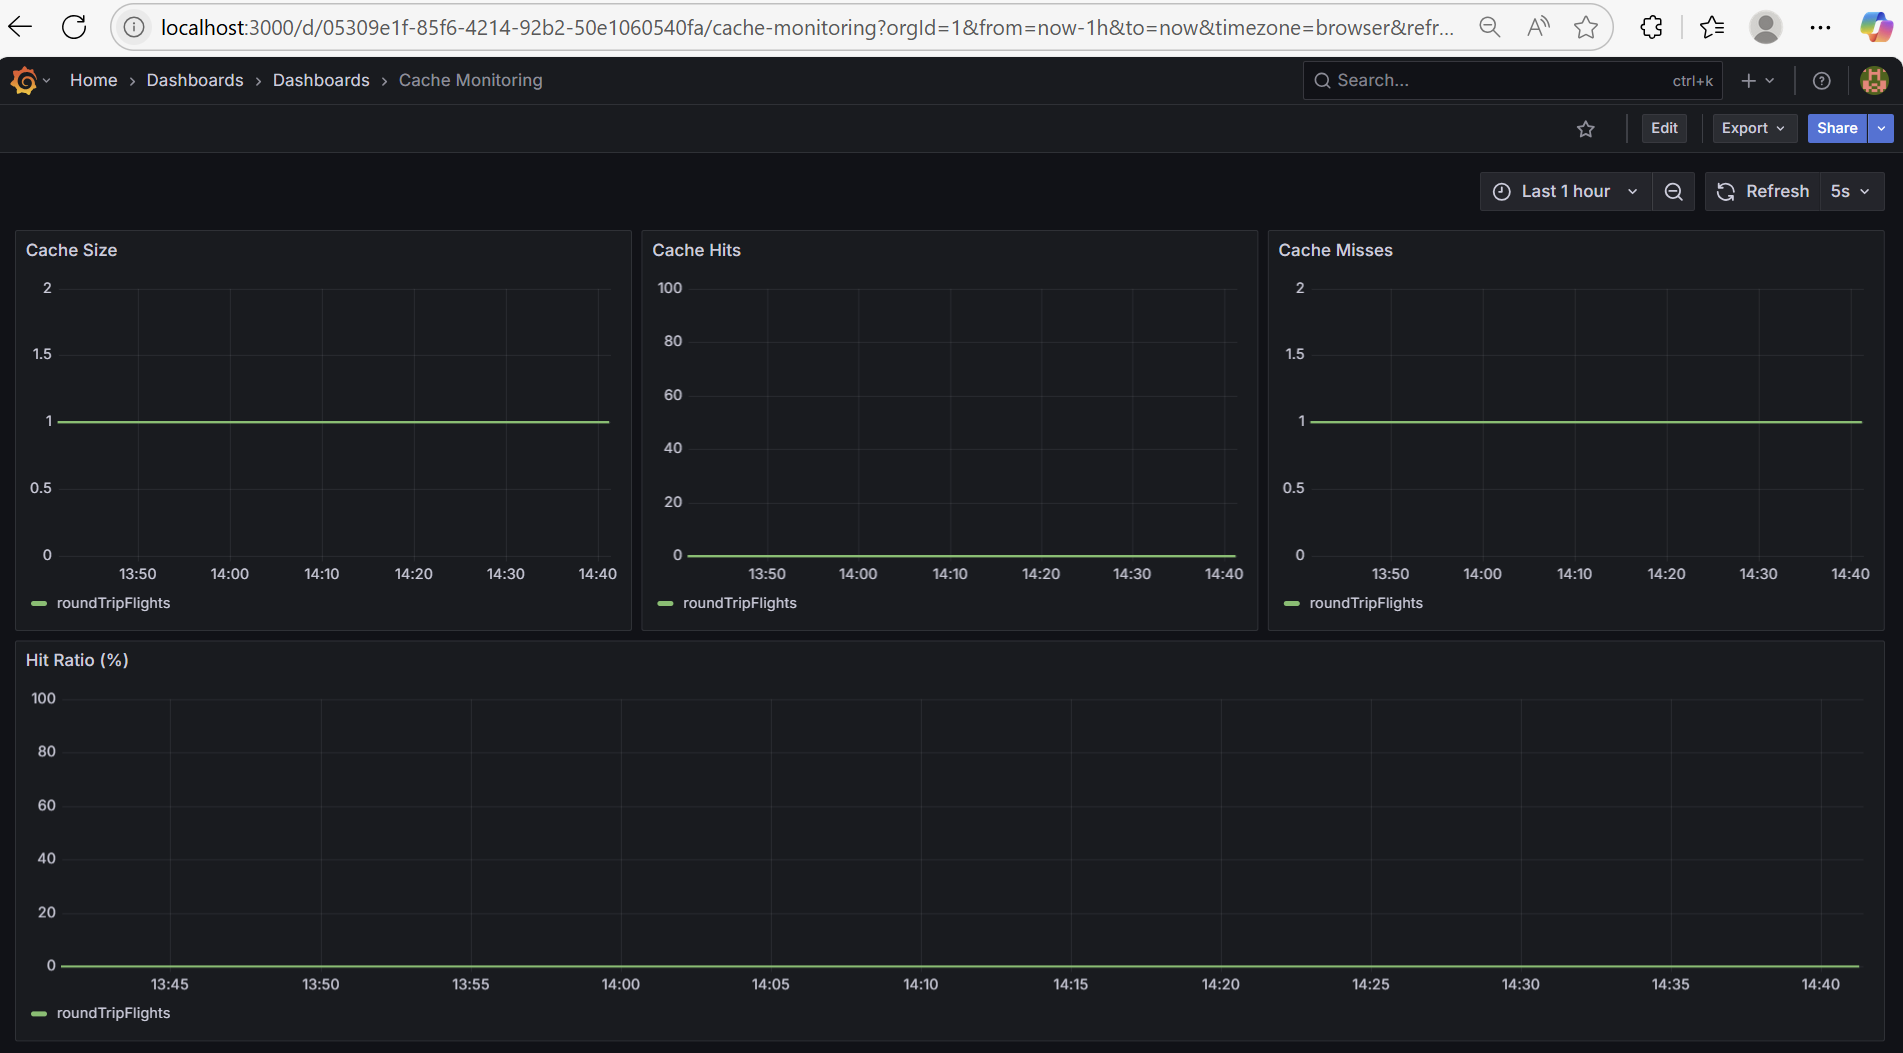 localhost:3000/d/05309e1f-85f6-4214-92b2-50e1060540fa/cache-monitoring?orgId=1&from=now-1h&to=now&timezone=browser&refr...
Home › Dashboards › Dashboards › Cache Monitoring
Search...
ctrl+k
Edit
Export
Share
Last 1 hour
Refresh
5s
Cache Size
2
1.5
1
0.5
0
13:50 14:00 14:10 14:20 14:30 14:40
roundTripFlights
Cache Hits
100
80
60
40
20
0
13:50 14:00 14:10 14:20 14:30 14:40
roundTripFlights
Cache Misses
2
1.5
1
0.5
0
13:50 14:00 14:10 14:20 14:30 14:40
roundTripFlights
Hit Ratio (%)
100
80
60
40
20
0
13:45 13:50 13:55 14:00 14:05 14:10 14:15 14:20 14:25 14:30 14:35 14:40
roundTripFlights